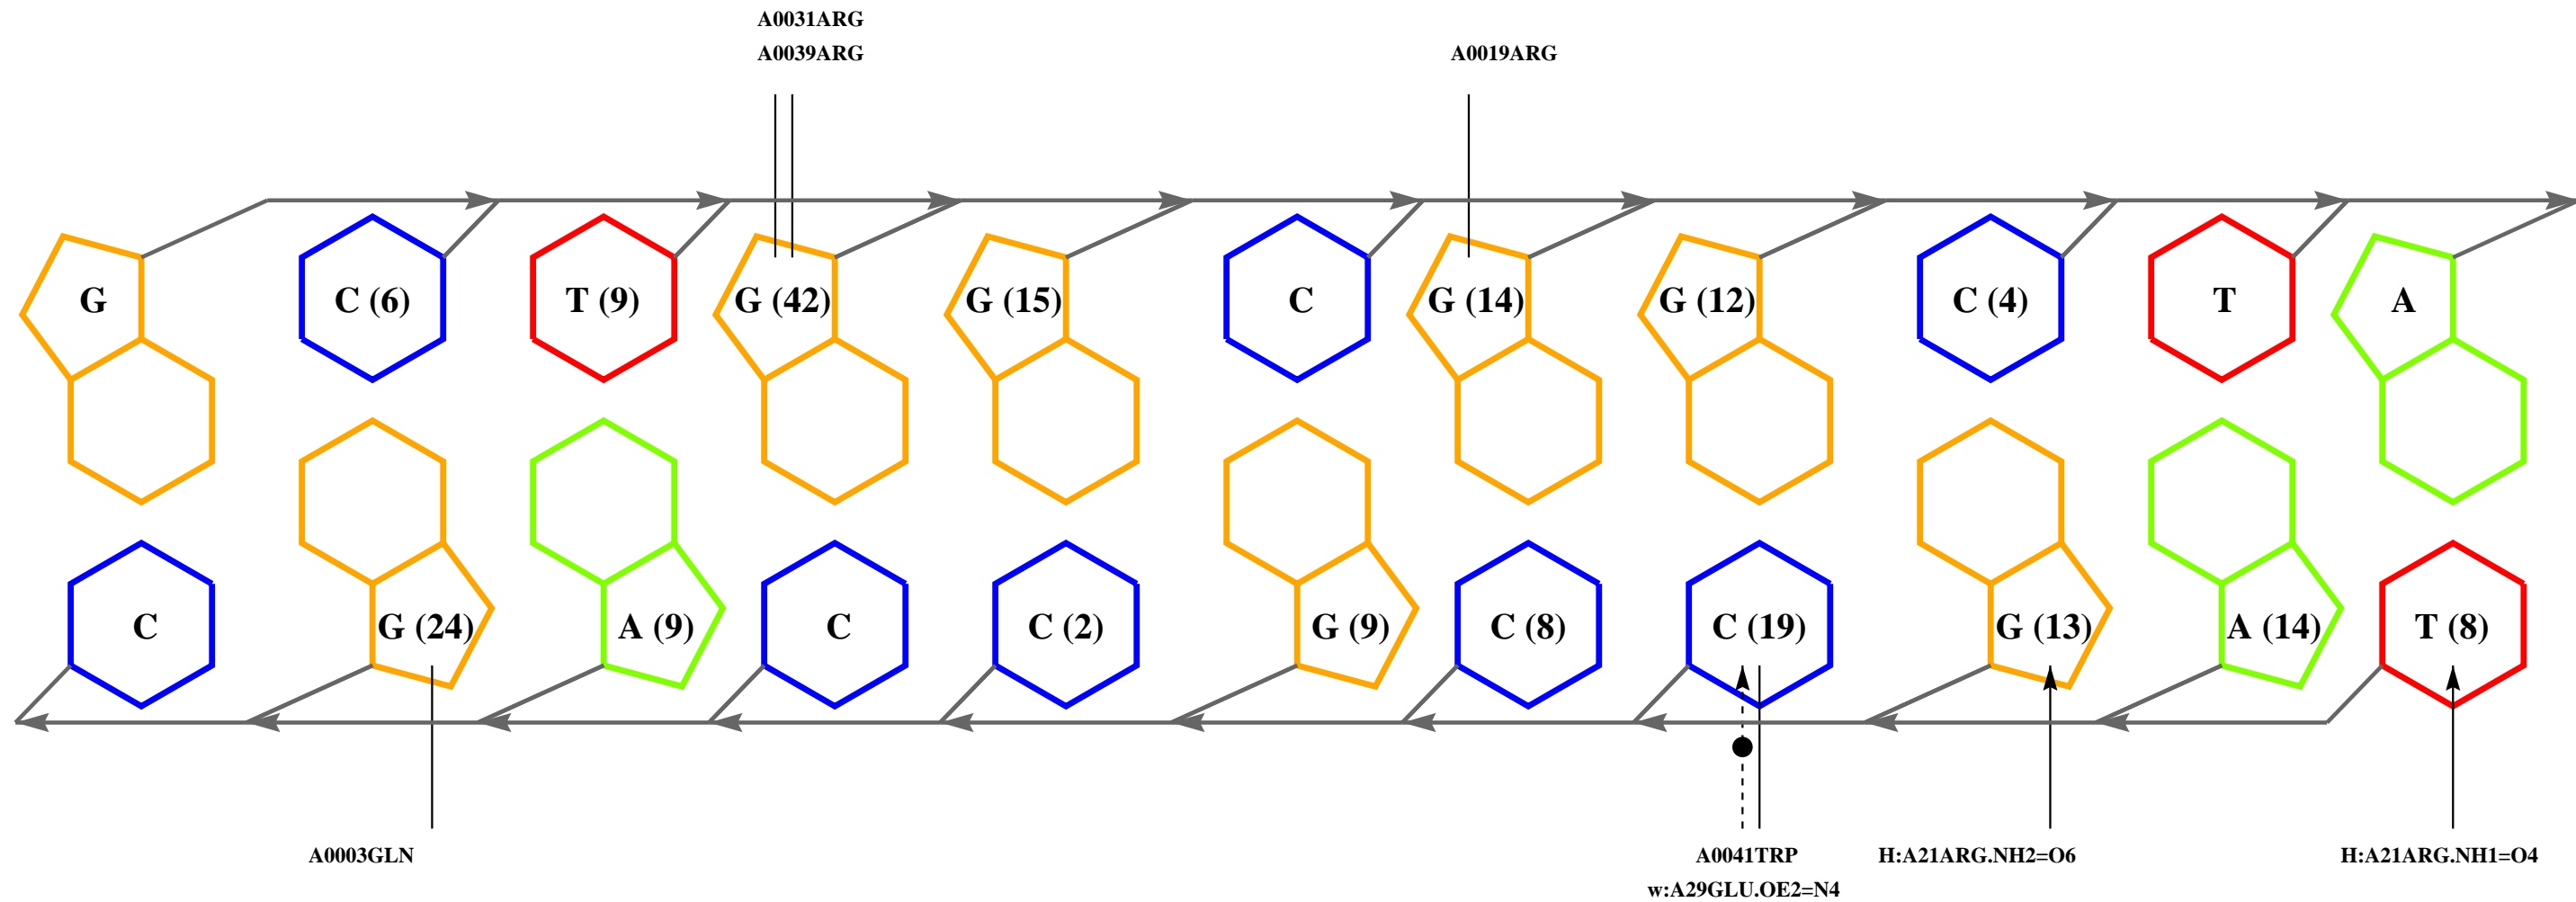 A0031ARG
A0039ARG
A0019ARG
G
C (6)
T (9)
G (42)
G (15)
C
G (14)
G (12)
C (4)
T
A
C
G (24)
A (9)
C
C (2)
G (9)
C (8)
C (19)
G (13)
A (14)
T (8)
A0003GLN
A0041TRP
H:A21ARG.NH2=O6
H:A21ARG.NH1=O4
w:A29GLU.OE2=N4